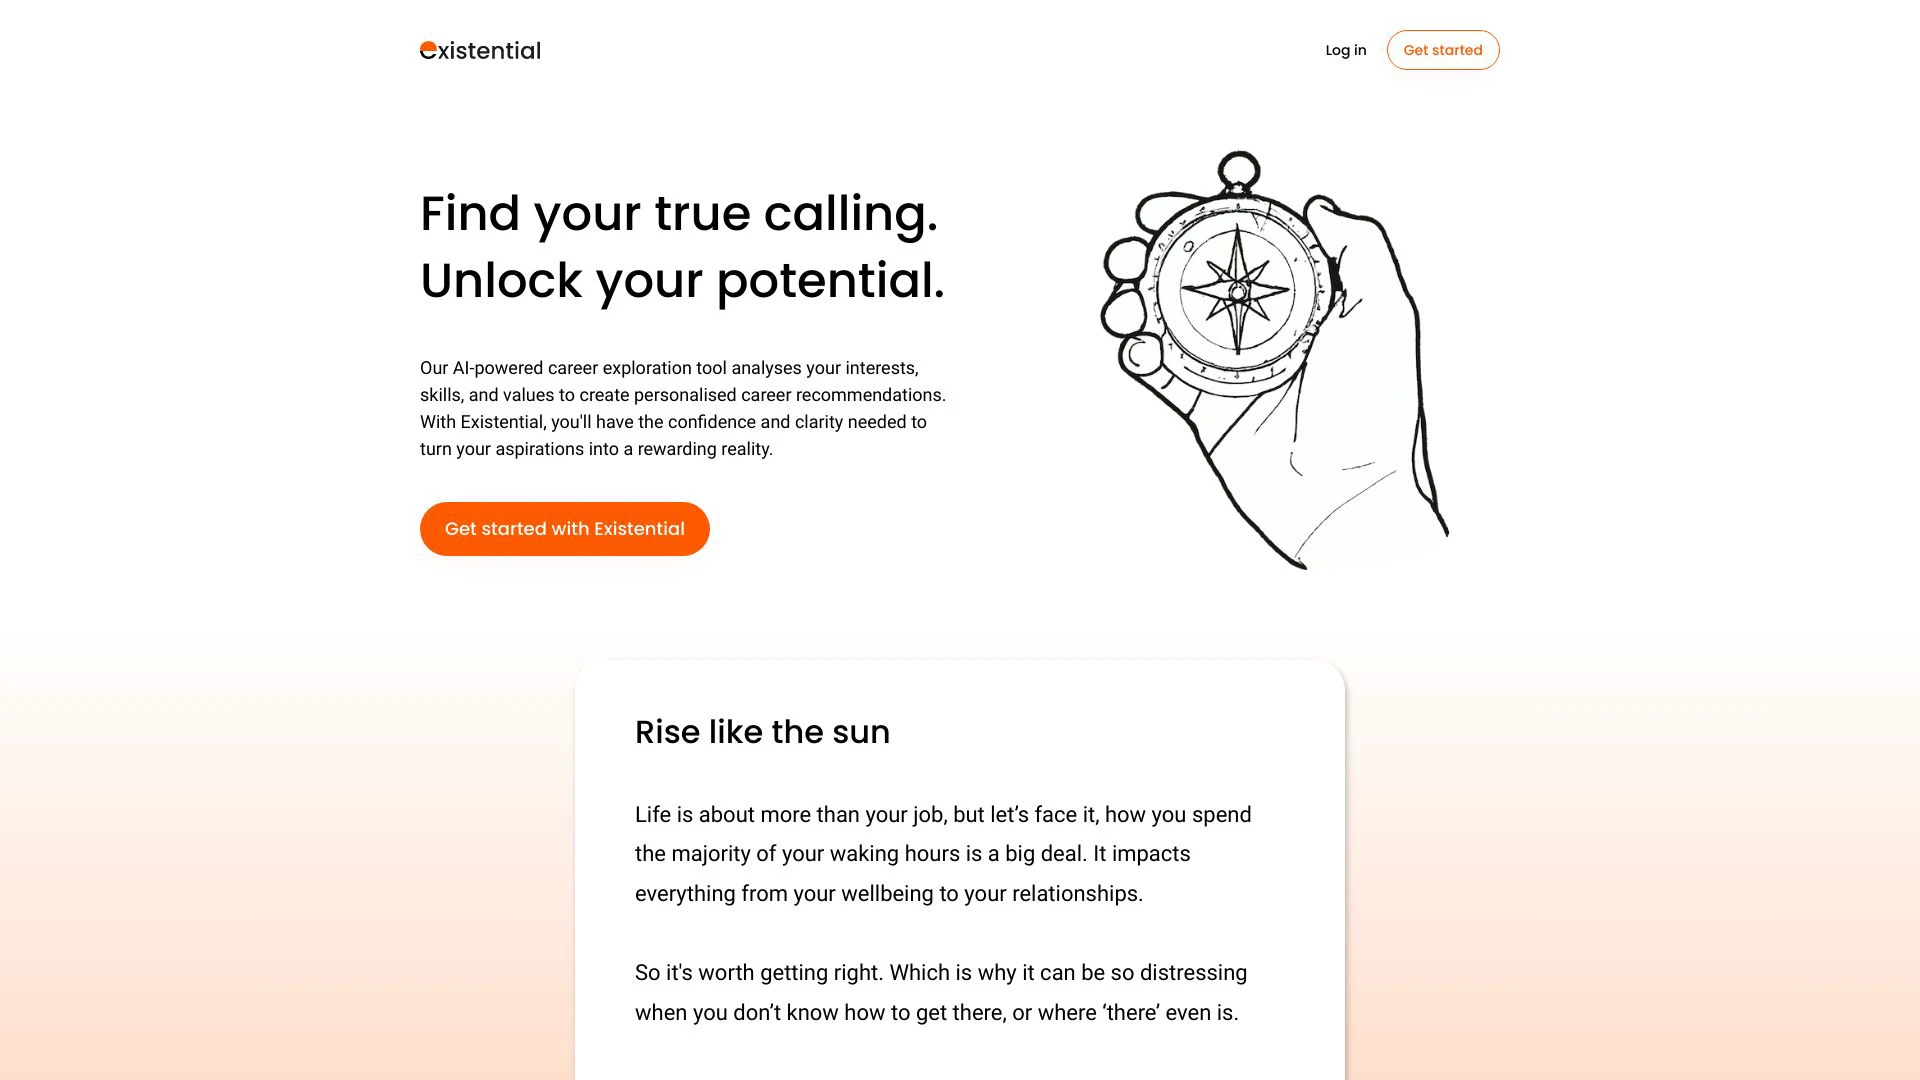 existential
Log in
Get started
Find your true calling.
Unlock your potential.
Our AI-powered career exploration tool analyses your interests,
skills, and values to create personalised career recommendations.
With Existential, you'll have the confidence and clarity needed to
turn your aspirations into a rewarding reality.
Get started with Existential
Rise like the sun
Life is about more than your job, but let’s face it, how you spend
the majority of your waking hours is a big deal. It impacts
everything from your wellbeing to your relationships.
So it's worth getting right. Which is why it can be so distressing
when you don’t know how to get there, or where ‘there’ even is.